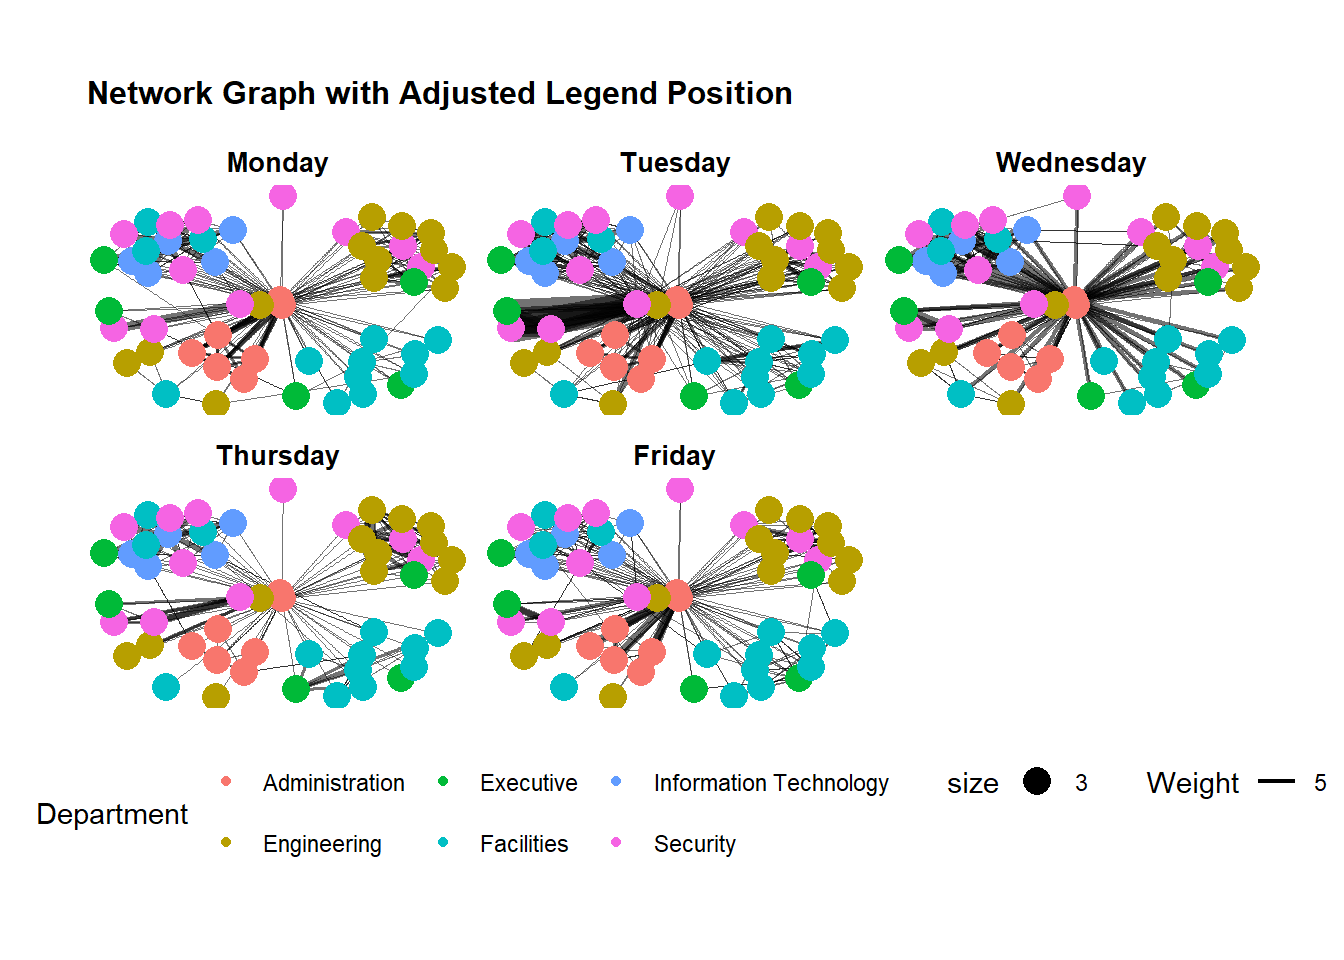 Network Graph with Adjusted Legend Position
Monday
Tuesday
Wednesday
Thursday
Friday
Department
Administration
Executive
Information Technology
Engineering
Facilities
Security
size
3
Weight
5